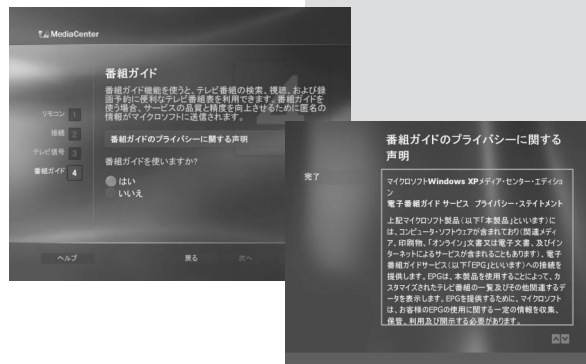 MediaCenter
番組ガイド
番組ガイド機能を使うと、テレビ番組の検索、視聴、および録
画予約に便利なテレビ番組表を利用できます。番組ガイドを
使う場合、サービスの品質と精度を向上させるために匿名の
情報がマイクロソフトに送信されます。
リモコン 1
接続 2
テレビ信号 3
番組ガイド 4
番組ガイドのプライバシーに関する声明
番組ガイドを使いますか?
はい
いいえ
ヘルプ
戻る
次へ
番組ガイドのプライバシーに関する
声明
完了
マイクロソフトWindows XPメディア・センター・エディショ
ン
電子番組ガイド サービス プライバシー・ステイトメント
上記マイクロソフト製品(以下「本製品」といいます)に
は、コンピュータ・ソフトウェアが含まれており(関連メディ
ア、印刷物、「オンライン」文書又は電子文書、及びイン
ターネットによるサービスが含まれることもあります)、電子
番組ガイドサービス(以下「EPG」といいます)への接続を
提供します。EPGは、本製品を使用することによって、カ
スタマイズされたテレビ番組の一覧及びその他関連するデ
ータを表示します。EPGを提供するために、マイクロソフト
は、お客様のEPGの使用に関する一定の情報を収集、
保管、利用及び開示する必要があります。